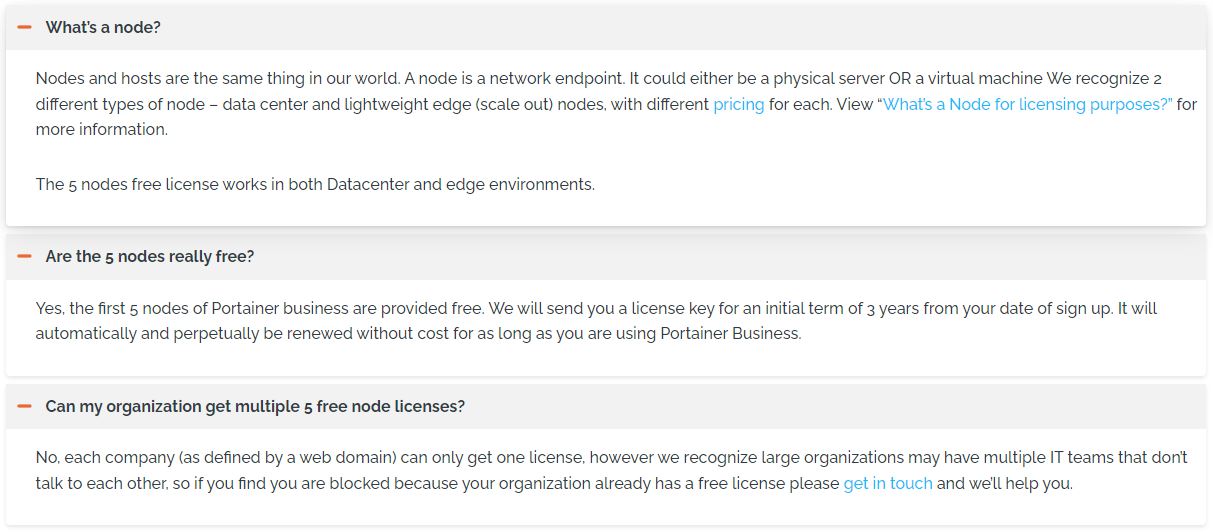 What's a node?
Nodes and hosts are the same thing in our world. A node is a network endpoint. It could either be a physical server OR a virtual machine We recognize 2
different types of node – data center and lightweight edge (scale out) nodes, with different pricing for each. View “What's a Node for licensing purposes?” for
more information.
The 5 nodes free license works in both Datacenter and edge environments.
Are the 5 nodes really free?
Yes, the first 5 nodes of Portainer business are provided free. We will send you a license key for an initial term of 3 years from your date of sign up. It will
automatically and perpetually be renewed without cost for as long as you are using Portainer Business.
Can my organization get multiple 5 free node licenses?
No, each company (as defined by a web domain) can only get one license, however we recognize large organizations may have multiple IT teams that don't
talk to each other, so if you find you are blocked because your organization already has a free license please get in touch and we'll help you.